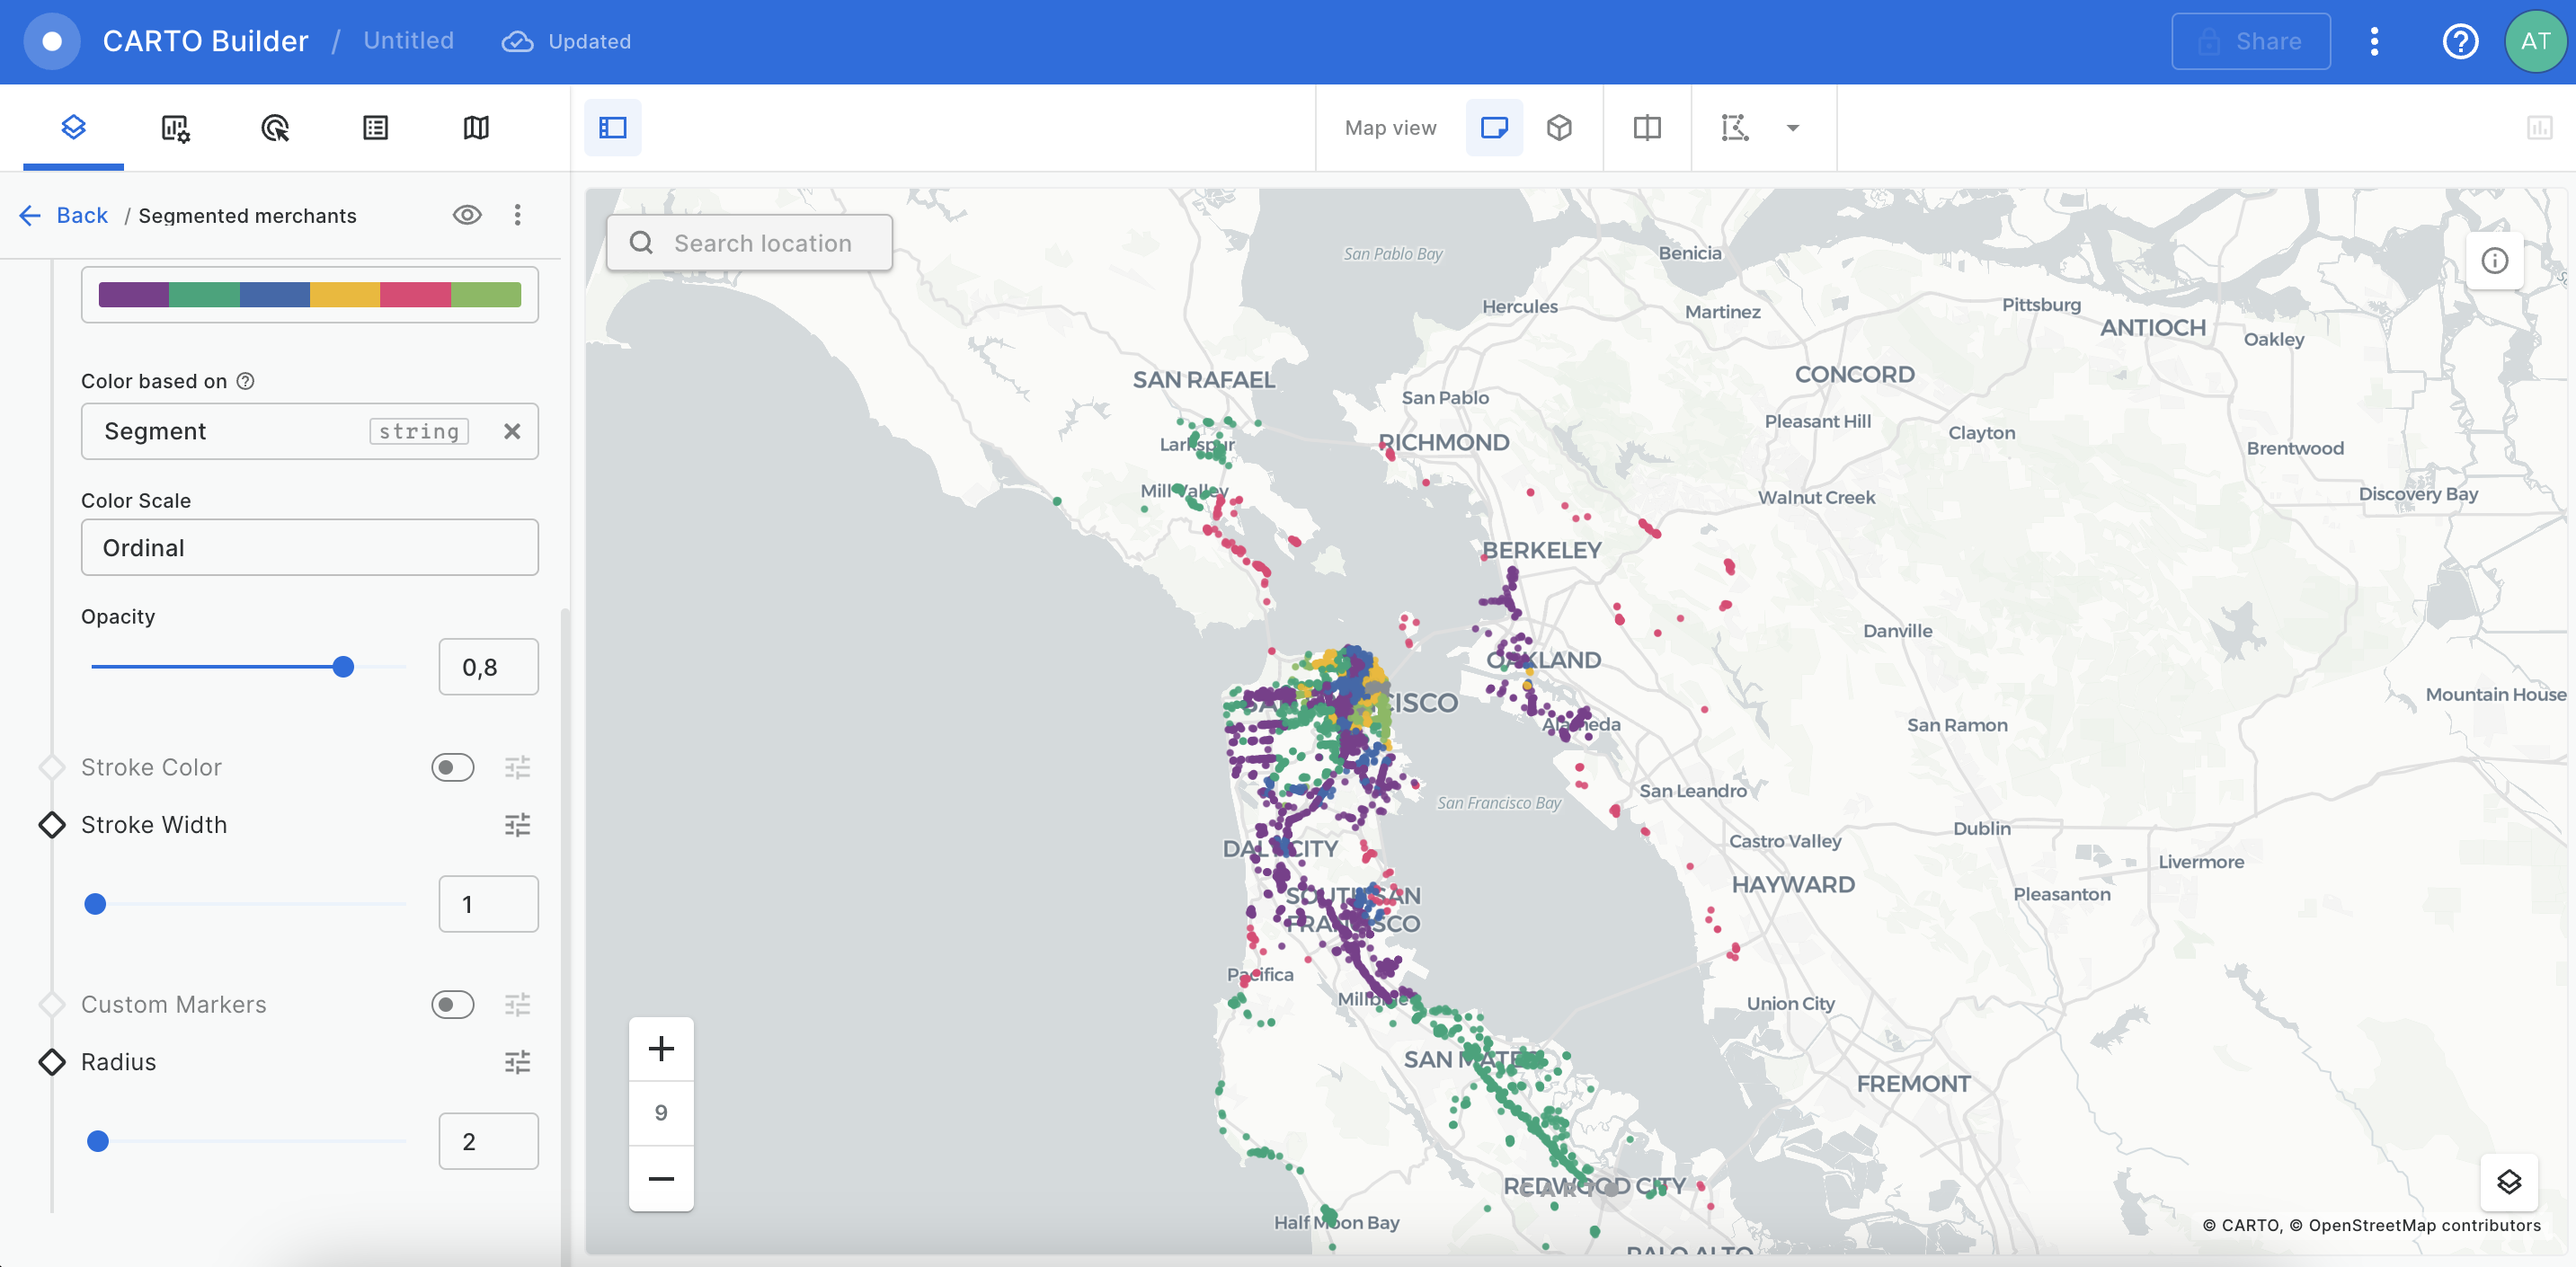 CARTO Builder / Untitled Updated Share AT
Map view
Back / Segmented merchants
Color based on
Segment string
Color Scale
Ordinal
Opacity
0,8
Stroke Color
Stroke Width
1
Custom Markers
Radius
2
Search location
San Pablo Bay
Benicia
Hercules
Martinez
Pittsburg
ANTIOCH
Oakley
SAN RAFAEL
San Pablo
CONCORD
Pleasant Hill
Clayton
Larkspur
RICHMOND
Brentwood
Mill Valley
Walnut Creek
Discovery Bay
BERKELEY
Danville
OAKLAND
CISCO
Mountain House
Alameda
San Ramon
San Leandro
San Francisco Bay
Castro Valley
Dublin
DALY CITY
Livermore
HAYWARD
Pleasanton
SOUTH SAN
FRANCISCO
Pacifica
Millbrae
Union City
SAN MATEO
FREMONT
REDWOOD CITY
CARTO
Half Moon Bay
PALO ALTO
9
© CARTO, © OpenStreetMap contributors